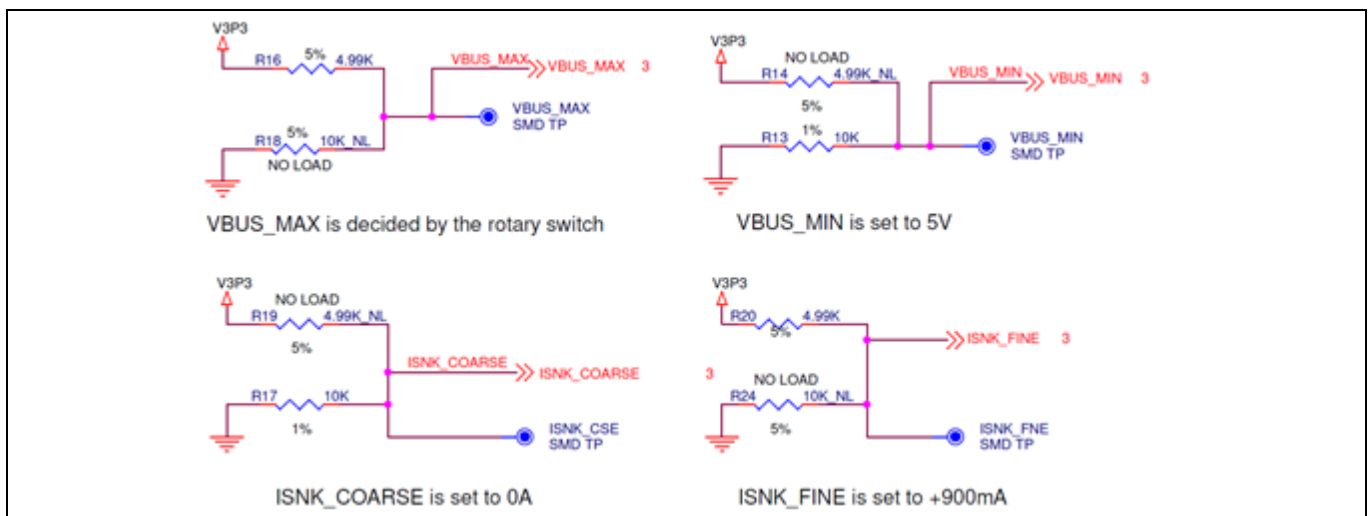 V3P3
5%
R16 4.99K
VBUS_MAX VBUS_MAX 3
VBUS_MAX
SMD TP
5%
R18 10K_NL
NO LOAD
VBUS_MAX is decided by the rotary switch
V3P3
NO LOAD
R14 4.99K_NL
VBUS_MIN VBUS_MIN 3
5%
1%
R13 10K
VBUS_MIN
SMD TP
VBUS_MIN is set to 5V
V3P3
NO LOAD
R19 4.99K_NL
5%
ISNK_COARSE ISNK_COARSE 3
R17 10K
1%
ISNK_CSE
SMD TP
ISNK_COARSE is set to 0A
V3P3
R20 4.99K
5%
ISNK_FINE 3
NO LOAD
R24 10K_NL
5%
ISNK_FNE
SMD TP
ISNK_FINE is set to +900mA